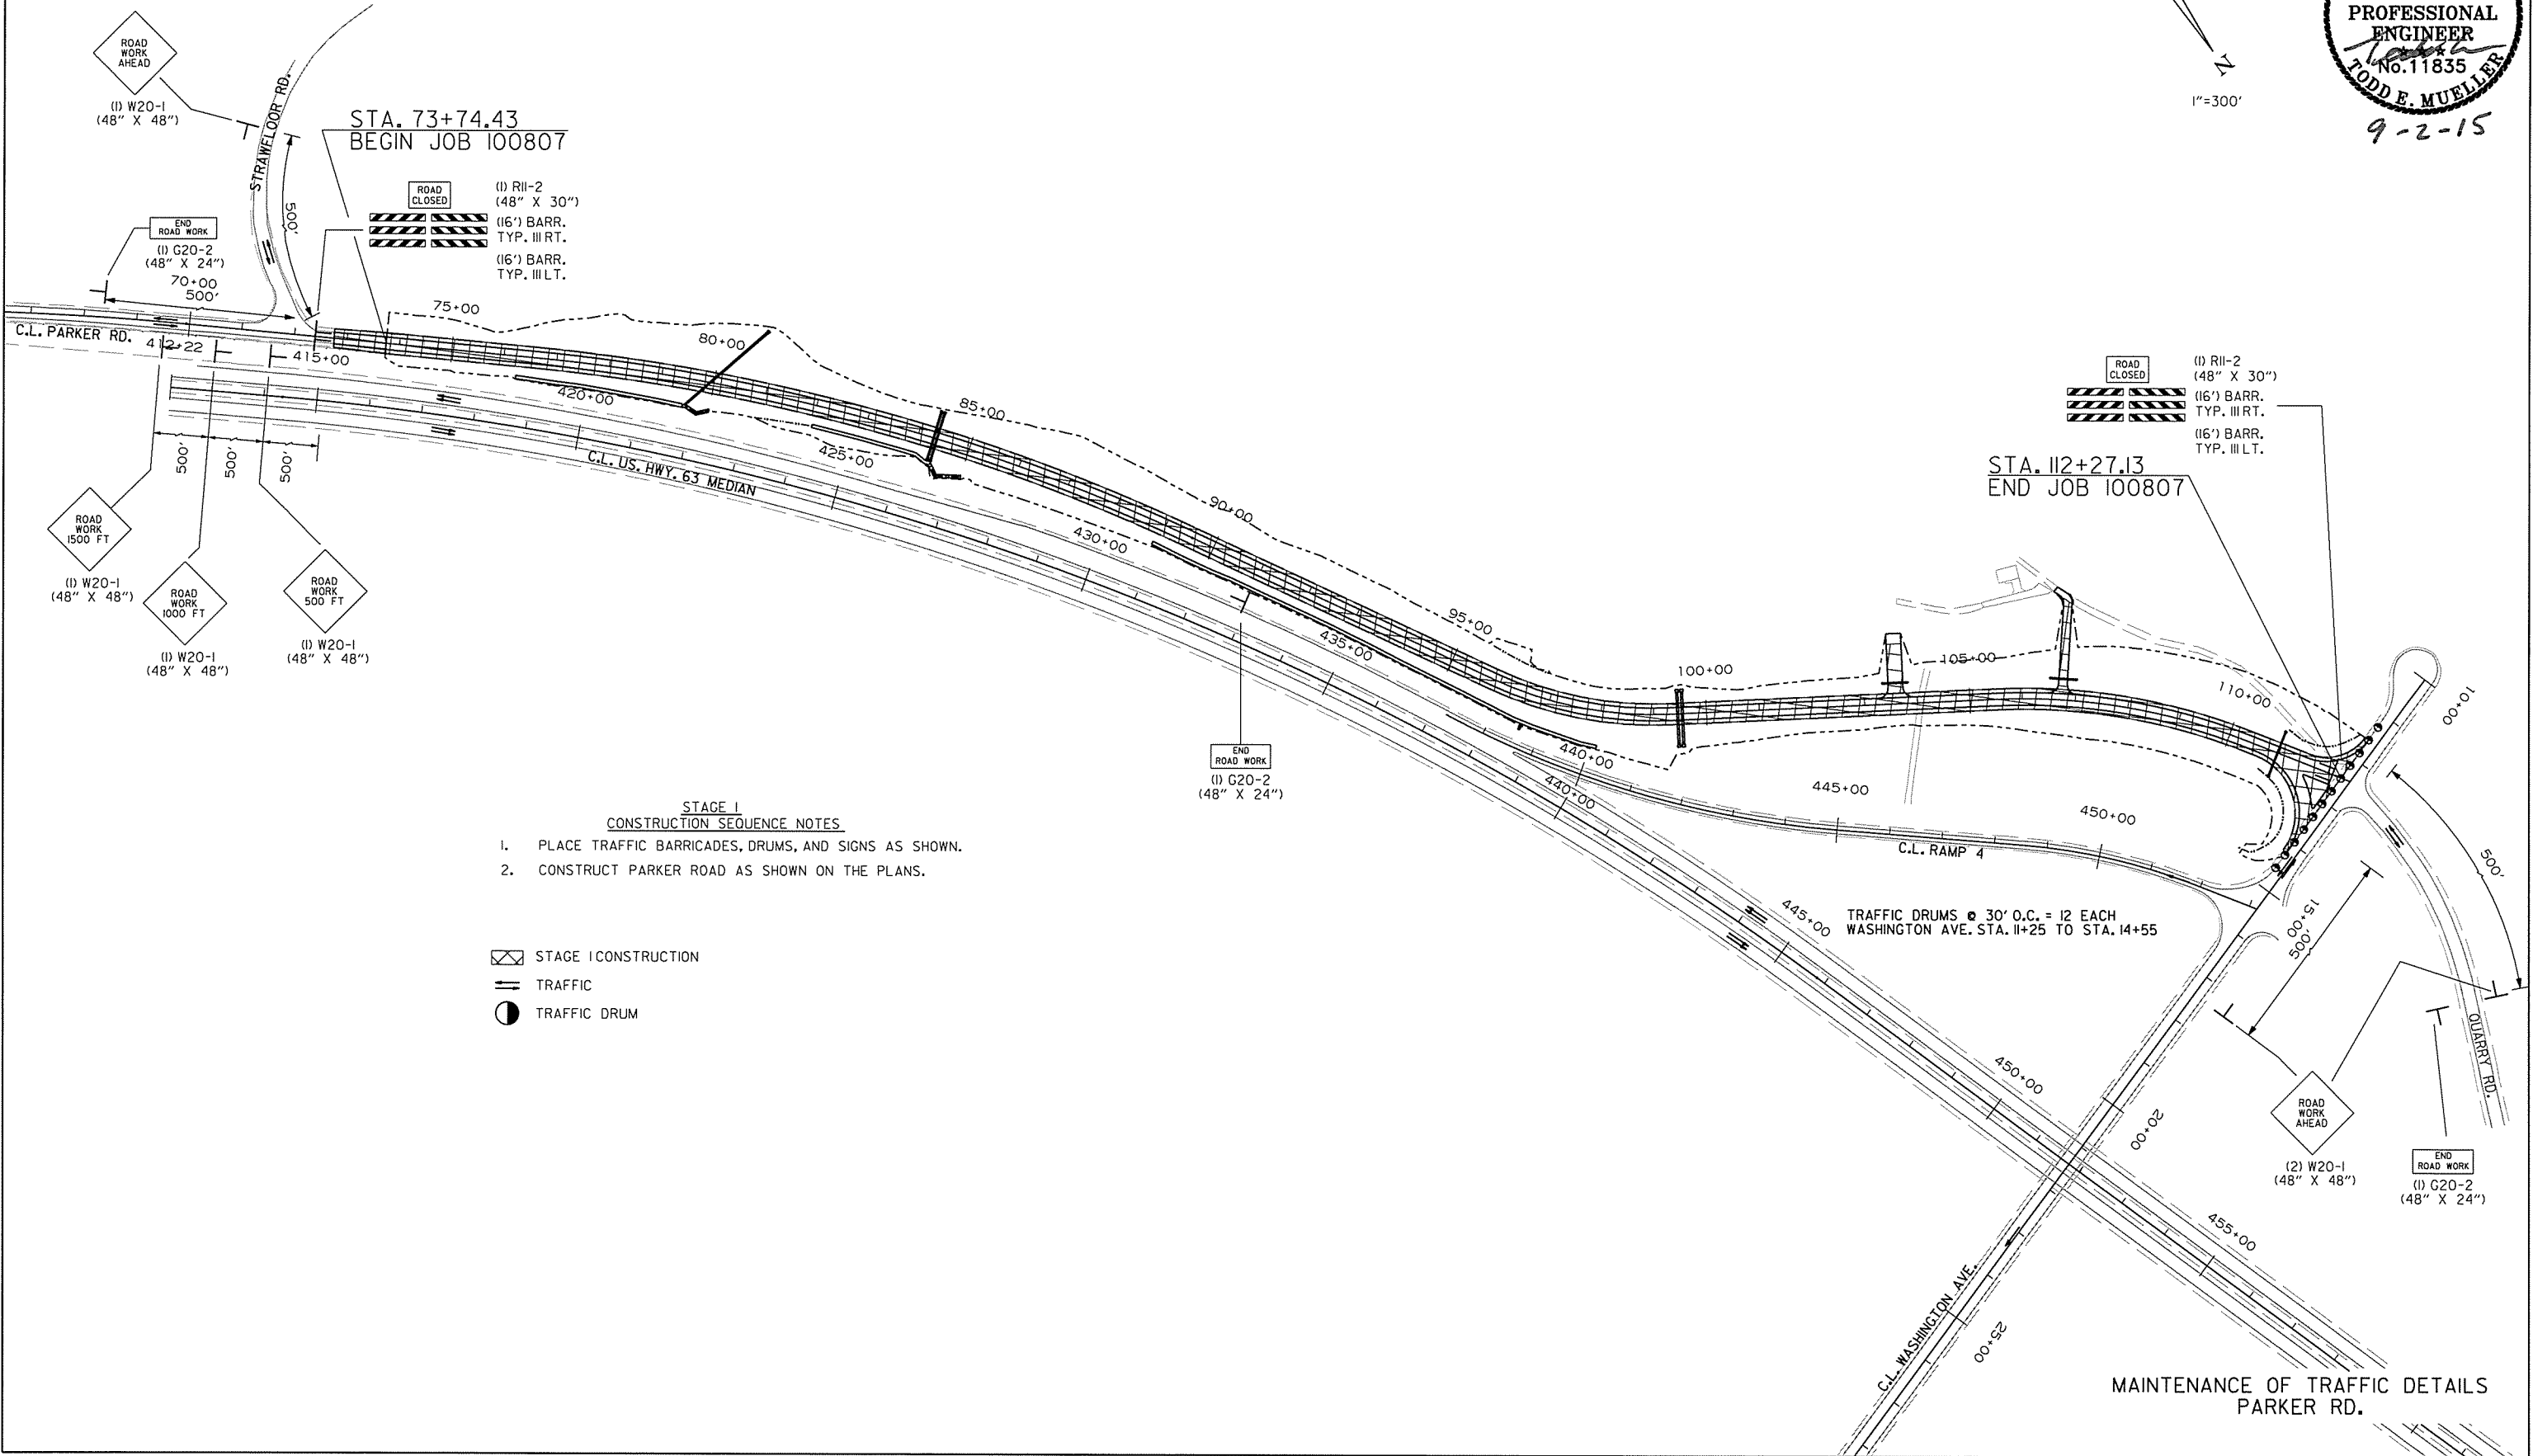 ROAD
WORK
AHEAD
(1) W20-1
(48" X 48")
STRAWFLOOR RD.
500'
STA. 73+74.43
BEGIN JOB 100807
ROAD
CLOSED
(1) R11-2
(48" X 30")
(16') BARR.
TYP. III RT.
(16') BARR.
TYP. III LT.
END
ROAD WORK
(1) G20-2
(48" X 24")
70+00
500'
C.L. PARKER RD.
412+22
415+00
75+00
80+00
85+00
90+00
95+00
100+00
105+00
110+00
420+00
425+00
430+00
435+00
440+00
440+00
445+00
450+00
C.L. US. HWY. 63 MEDIAN
500'
500'
500'
ROAD
WORK
1500 FT
(1) W20-1
(48" X 48")
ROAD
WORK
1000 FT
(1) W20-1
(48" X 48")
ROAD
WORK
500 FT
(1) W20-1
(48" X 48")
END
ROAD WORK
(1) G20-2
(48" X 24")
STAGE 1
CONSTRUCTION SEQUENCE NOTES
1. PLACE TRAFFIC BARRICADES, DRUMS, AND SIGNS AS SHOWN.
2. CONSTRUCT PARKER ROAD AS SHOWN ON THE PLANS.
STAGE 1 CONSTRUCTION
TRAFFIC
TRAFFIC DRUM
N
1"=300'
PROFESSIONAL
ENGINEER
No. 11835
TODD E. MUELLER
9-2-15
ROAD
CLOSED
(1) R11-2
(48" X 30")
(16') BARR.
TYP. III RT.
(16') BARR.
TYP. III LT.
STA. 112+27.13
END JOB 100807
C.L. RAMP 4
TRAFFIC DRUMS @ 30' O.C. = 12 EACH
WASHINGTON AVE. STA. 11+25 TO STA. 14+55
10+00
500'
15+00
500'
QUARRY RD.
445+00
450+00
455+00
20+00
25+00
C.L. WASHINGTON AVE.
ROAD
WORK
AHEAD
(2) W20-1
(48" X 48")
END
ROAD WORK
(1) G20-2
(48" X 24")
MAINTENANCE OF TRAFFIC DETAILS
PARKER RD.